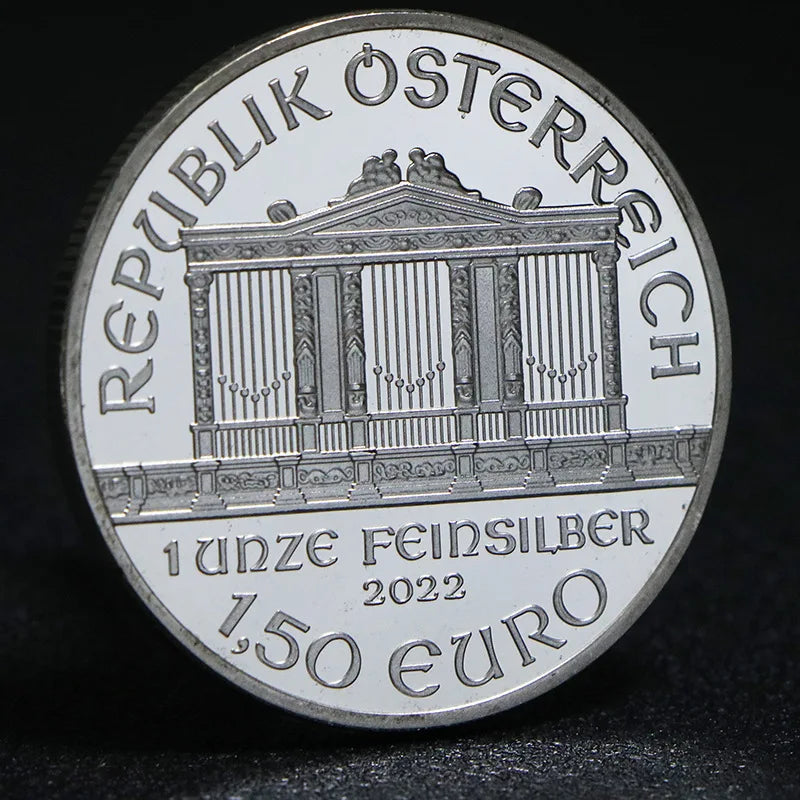 REPUBLIK ÖSTERREICH
1 UNZE FEINSILBER
2022
1,50 EURO